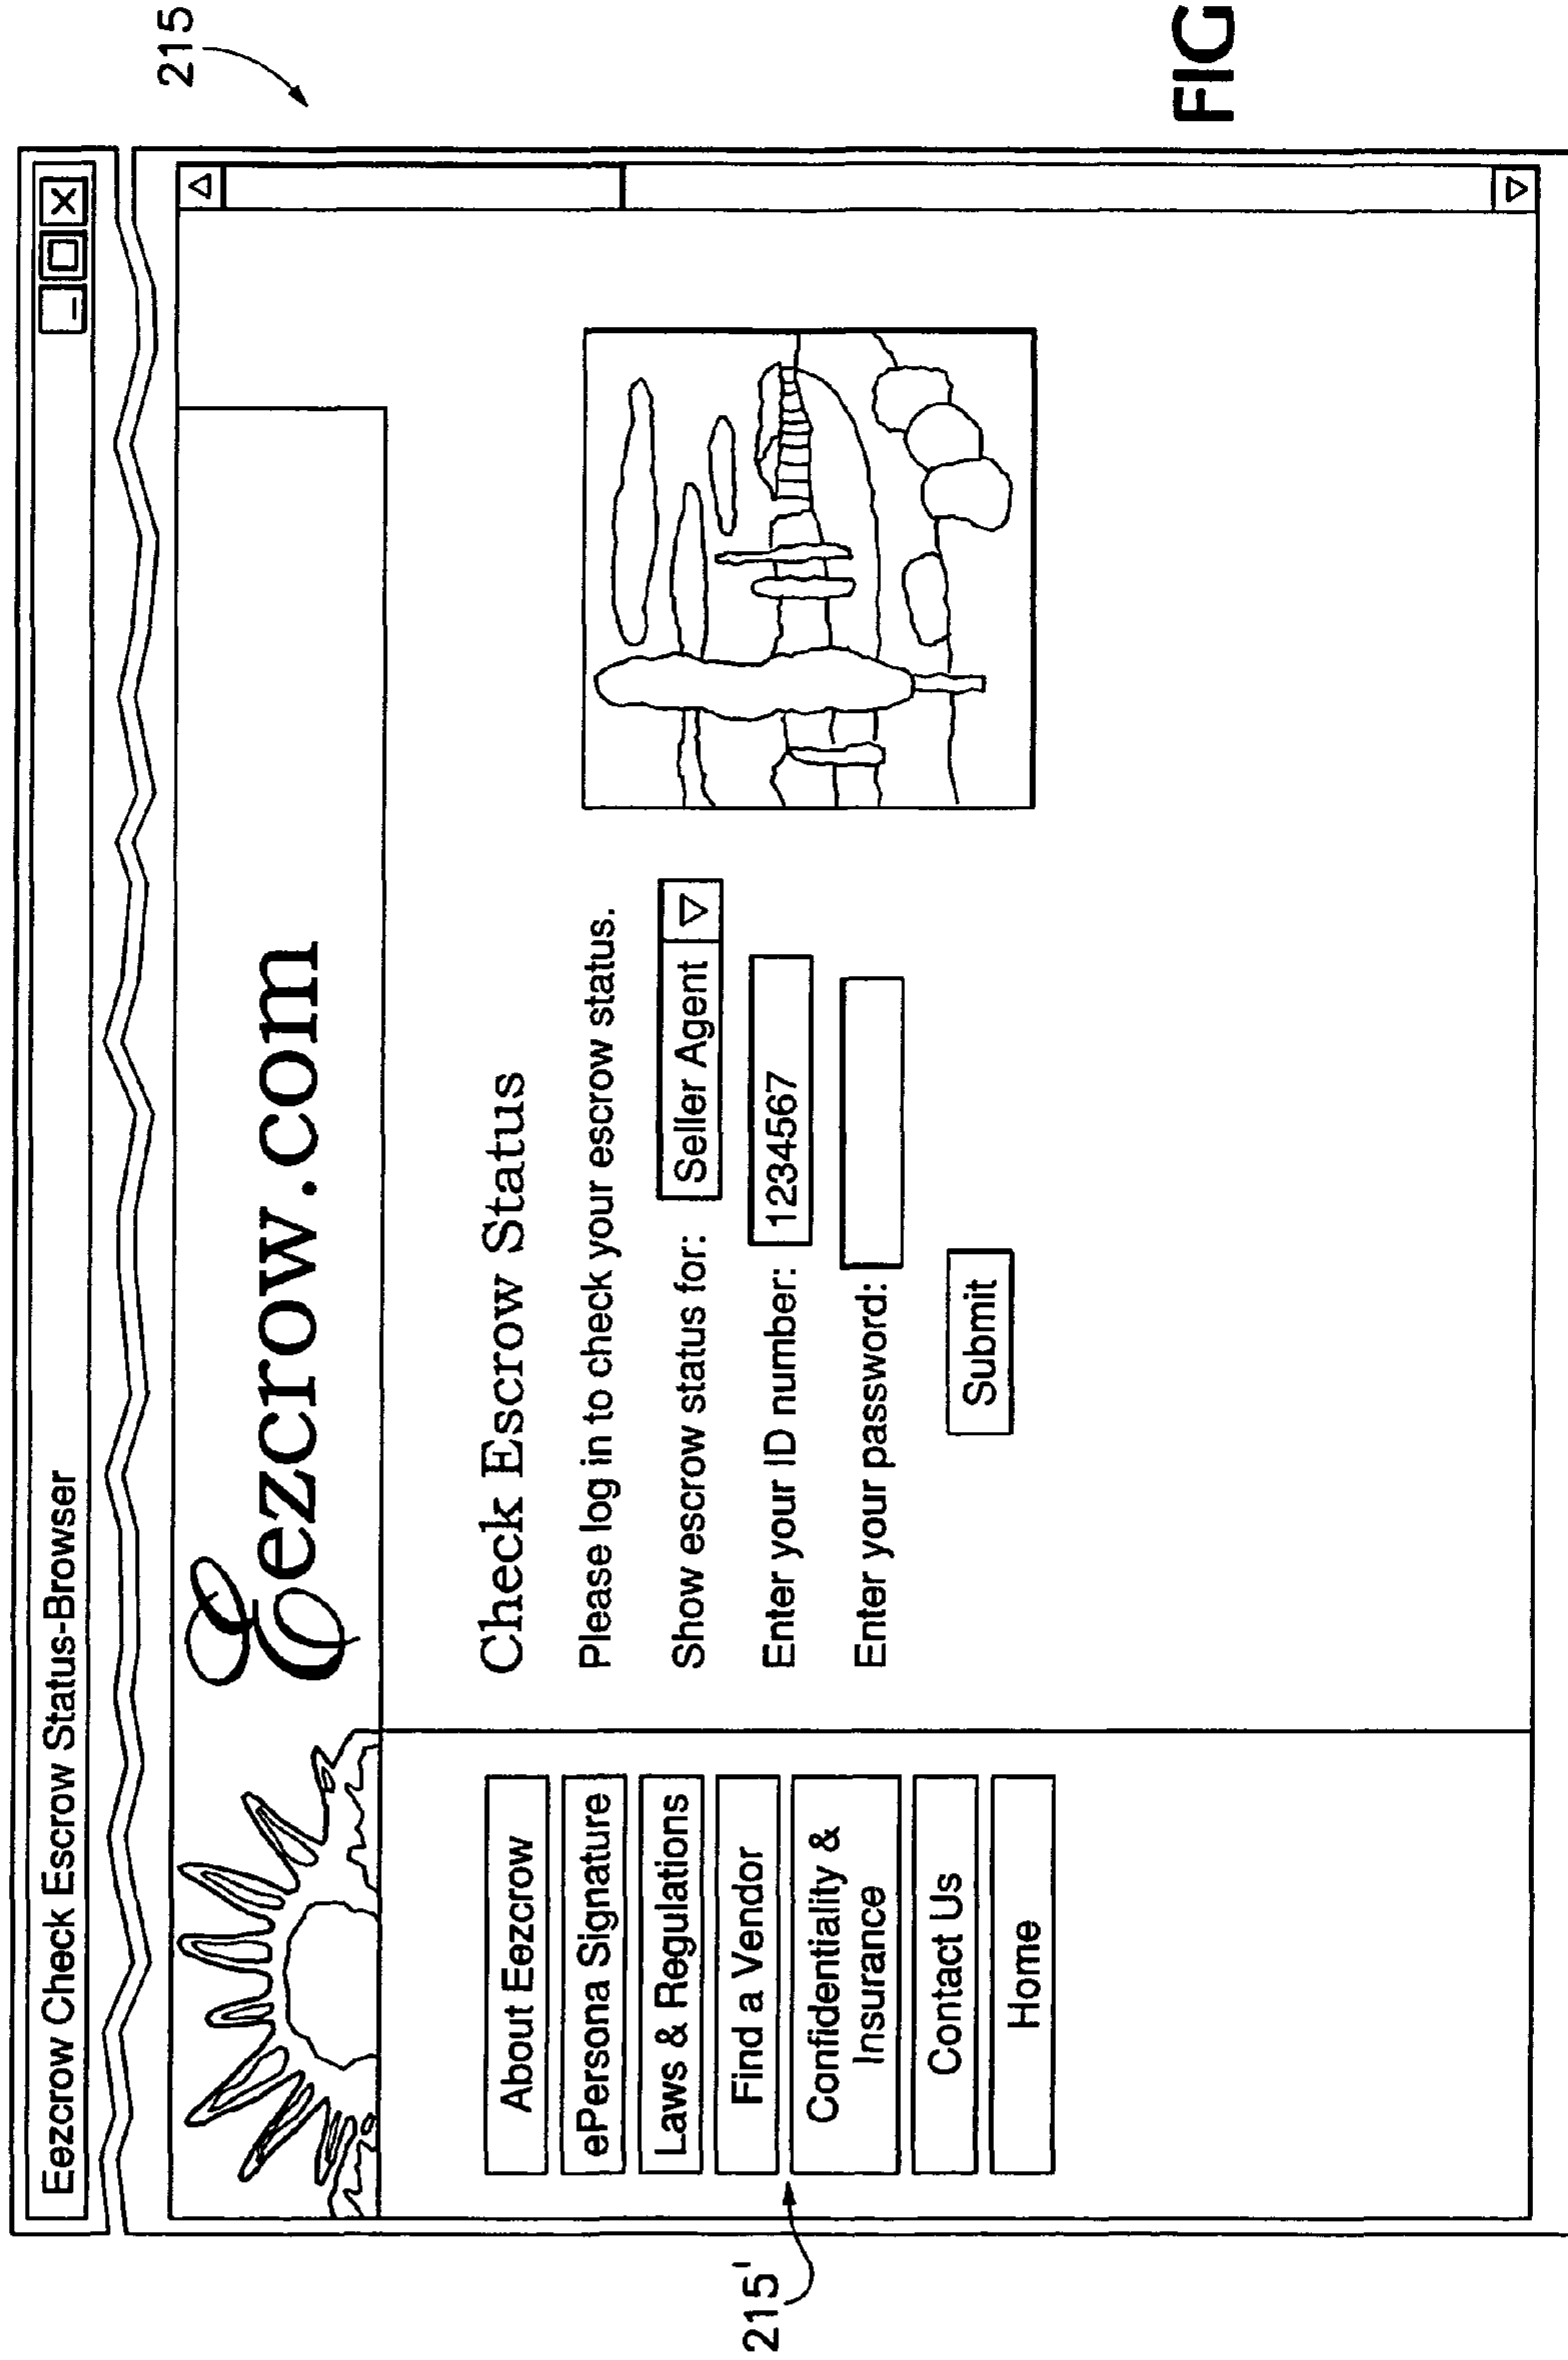 Eezcrow Check Escrow Status-Browser
215
Eezcrow.com
About Eezcrow
ePersona Signature
Laws & Regulations
Find a Vendor
Confidentiality &
Insurance
Contact Us
Home
215'
Check Escrow Status
Please log in to check your escrow status.
Show escrow status for: Seller Agent
Enter your ID number: 1234567
Enter your password:
Submit
FIG